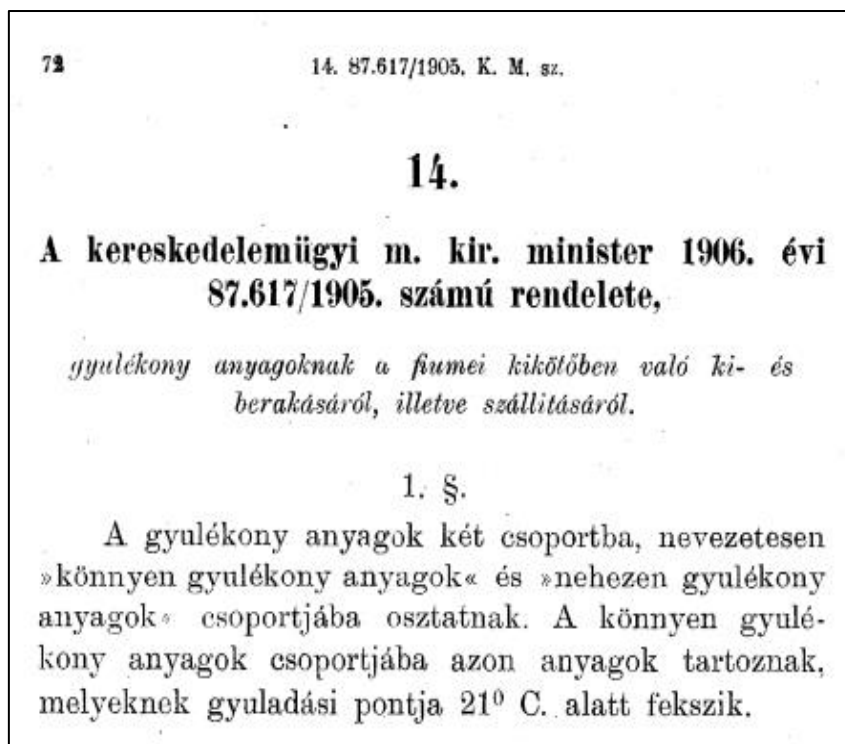 72 14. 87.617/1905. K. M. sz.
14.
A kereskedelemügyi m. kir. minister 1906. évi
87.617/1905. számú rendelete,
gyulékony anyagoknak a fiumei kikötőben való ki- és
berakásáról, illetve szállitásáról.
1. §.
A gyulékony anyagok két csoportba, nevezetesen
»könnyen gyulékony anyagok« és »nehezen gyulékony
anyagok« csoportjába osztatnak. A könnyen gyulé-
kony anyagok csoportjába azon anyagok tartoznak,
melyeknek gyuladási pontja 21⁰ C. alatt fekszik.